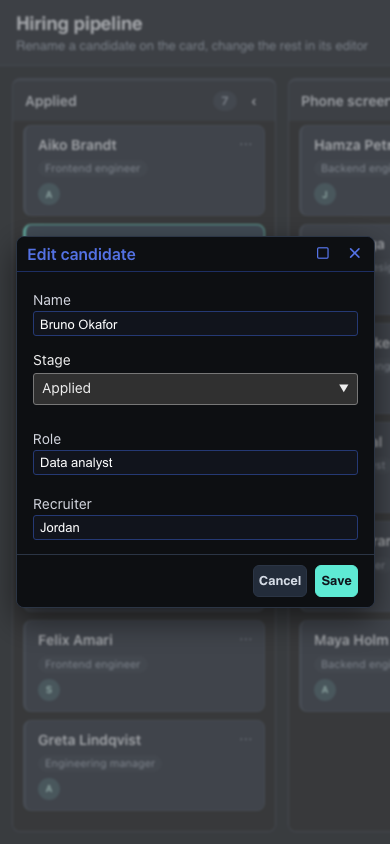 Hiring pipeline
Rename a candidate on the card, change the rest in its editor
Applied 7
Phone screen
Aiko Brandt
Frontend engineer
A
Hamza Pet
Backend engi
J
Edit candidate
Name
Bruno Okafor
Stage
Applied
Role
Data analyst
Recruiter
Jordan
Cancel Save
Felix Amari
Frontend engineer
S
Maya Holm
Backend engi
A
Greta Lindqvist
Engineering manager
A